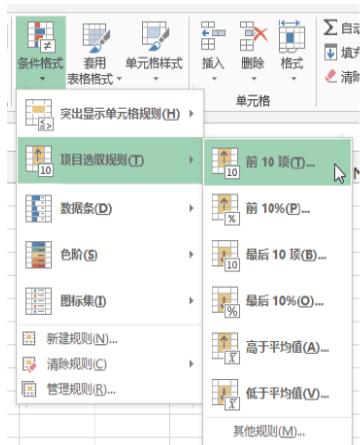 条件格式
套用
表格格式
单元格样式
插入
删除
格式
Σ 自动
填充
清除
单元格
突出显示单元格规则(H)
项目选取规则(T)
数据条(D)
色阶(S)
图标集(I)
新建规则(N)...
清除规则(C)
管理规则(R)...
前 10 项(T)...
前 10%(P)...
最后 10 项(B)...
最后 10%(O)...
高于平均值(A)...
低于平均值(V)...
其他规则(M)...